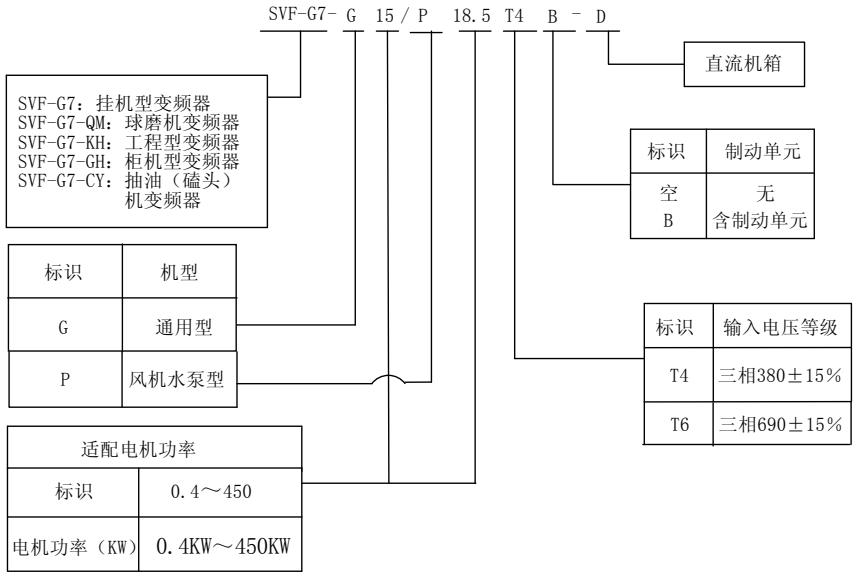 SVF-G7- G 15 / P 18.5 T4 B - D
直流机箱
SVF-G7：挂机型变频器
SVF-G7-QM：球磨机变频器
SVF-G7-KH：工程型变频器
SVF-G7-GH：柜机型变频器
SVF-G7-CY：抽油（磕头）
机变频器
标识 制动单元
空 无
B 含制动单元
标识 机型
G 通用型
P 风机水泵型
标识 输入电压等级
T4 三相380±15%
T6 三相690±15%
适配电机功率
标识 0.4～450
电机功率（KW） 0.4KW～450KW